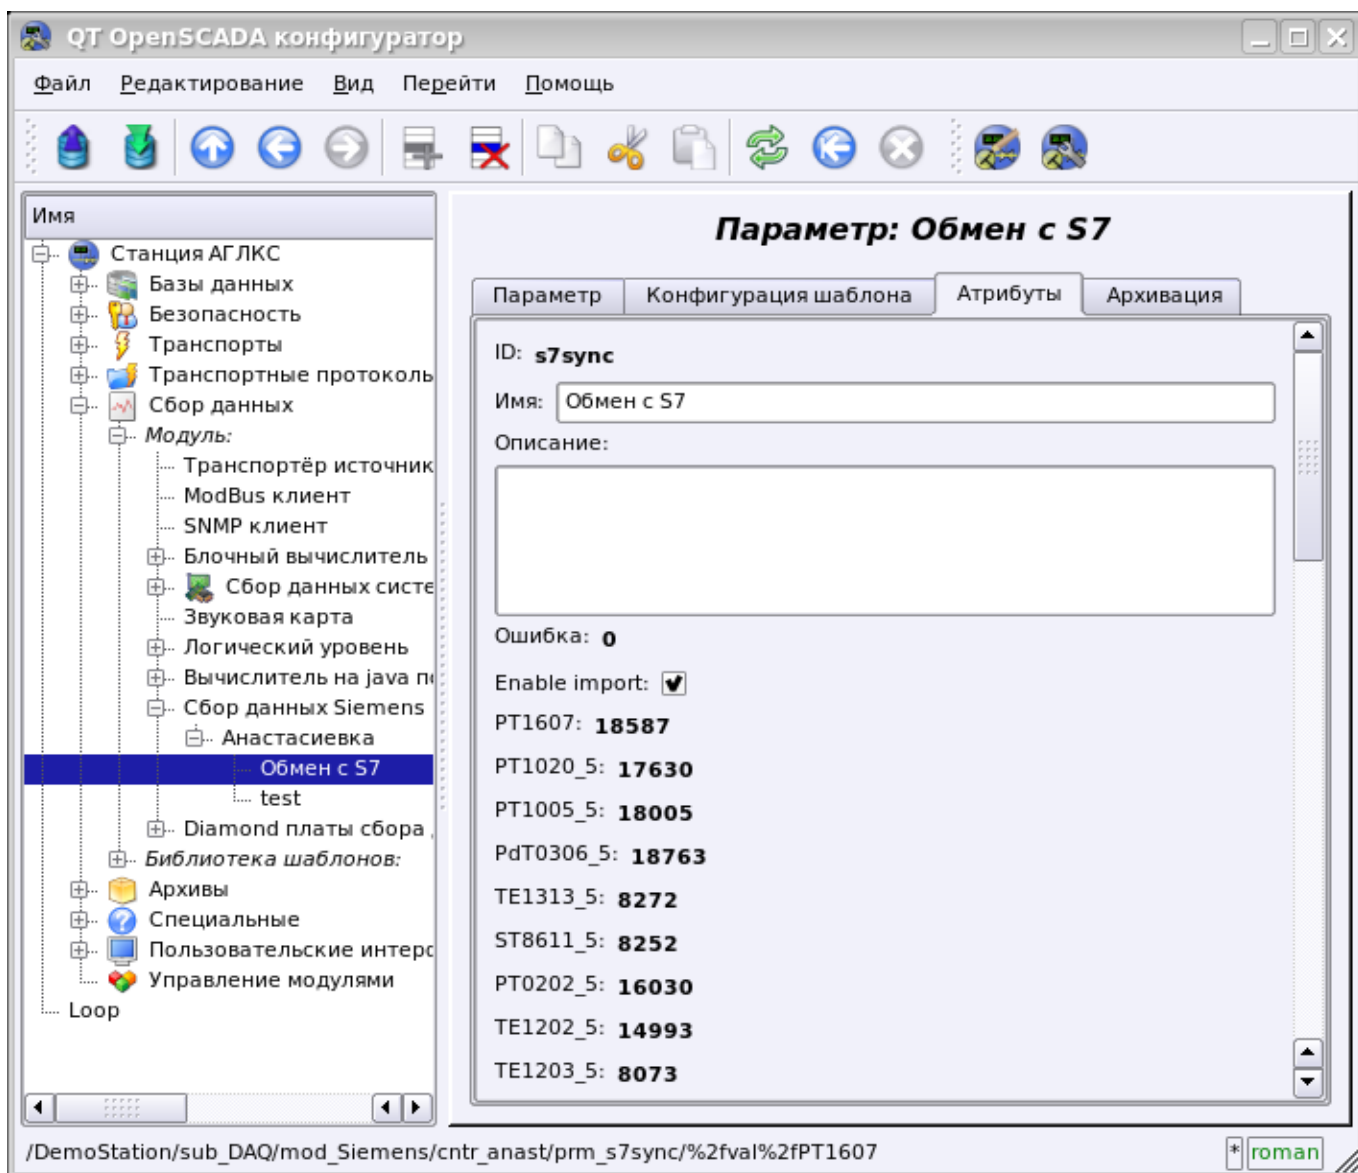 QT OpenSCADA конфигуратор
Файл Редактирование Вид Перейти Помощь
Имя
Станция АГЛКС
Базы данных
Безопасность
Транспорты
Транспортные протоколь
Сбор данных
Модуль:
Транспортёр источник
ModBus клиент
SNMP клиент
Блочный вычислитель
Сбор данных систе
Звуковая карта
Логический уровень
Вычислитель на java п
Сбор данных Siemens
Анастасиевка
Обмен с S7
test
Diamond платы сбора
Библиотека шаблонов:
Архивы
Специальные
Пользовательские интерс
Управление модулями
Loop
Параметр: Обмен с S7
Параметр Конфигурация шаблона Атрибуты Архивация
ID: s7sync
Имя: Обмен с S7
Описание:
Ошибка: 0
Enable import:
PT1607: 18587
PT1020_5: 17630
PT1005_5: 18005
PdT0306_5: 18763
TE1313_5: 8272
ST8611_5: 8252
PT0202_5: 16030
TE1202_5: 14993
TE1203_5: 8073
/DemoStation/sub_DAQ/mod_Siemens/cntr_anast/prm_s7sync/%2fval%2fPT1607
* roman